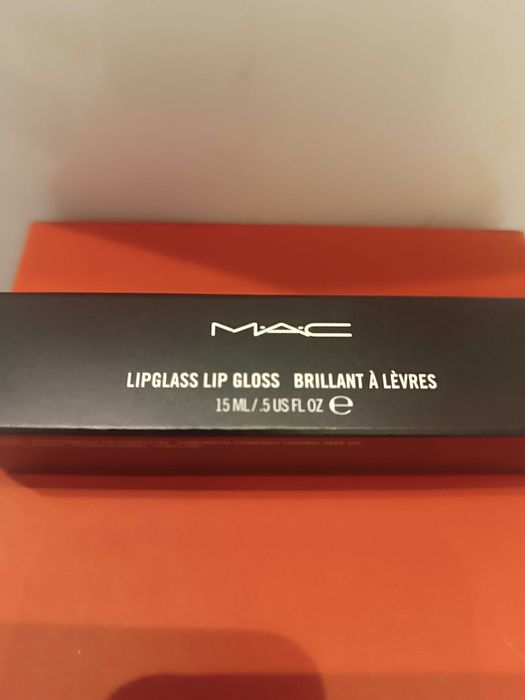 M·A·C
LIPGLASS LIP GLOSS BRILLANT À LÈVRES
15 ML/.5 US FL OZ ℮